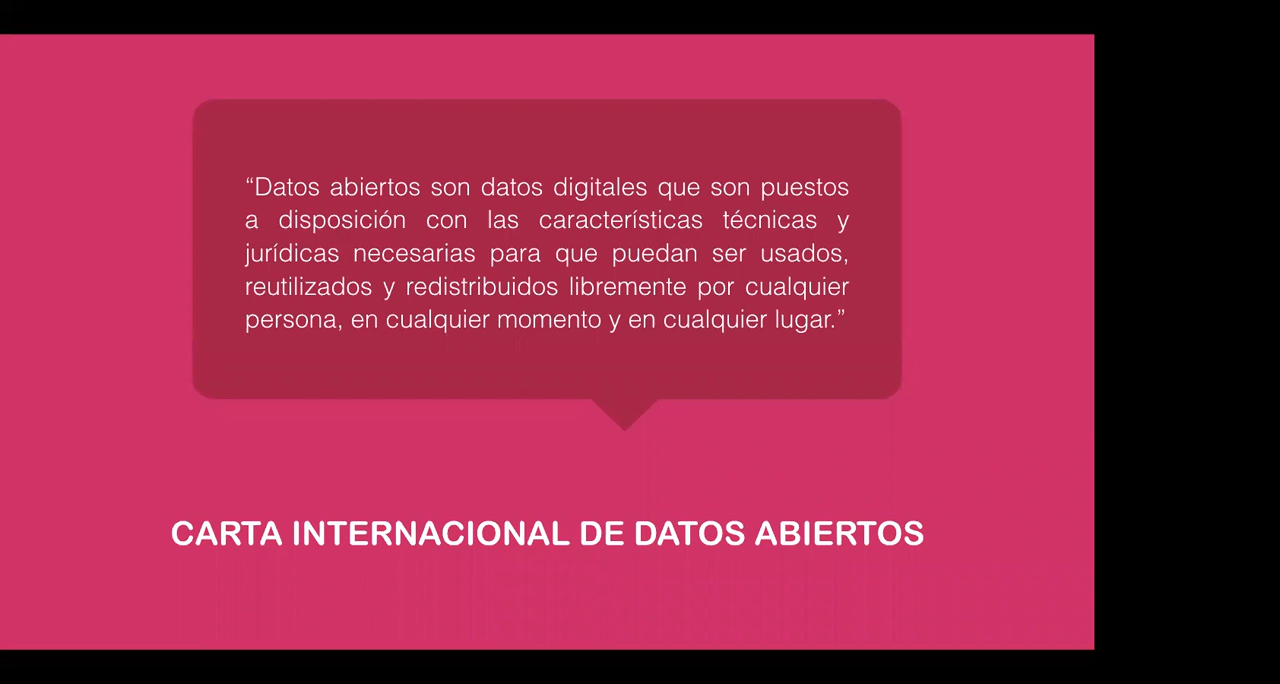 “Datos abiertos son datos digitales que son puestos
a disposición con las características técnicas y
jurídicas necesarias para que puedan ser usados,
reutilizados y redistribuidos libremente por cualquier
persona, en cualquier momento y en cualquier lugar.”
CARTA INTERNACIONAL DE DATOS ABIERTOS